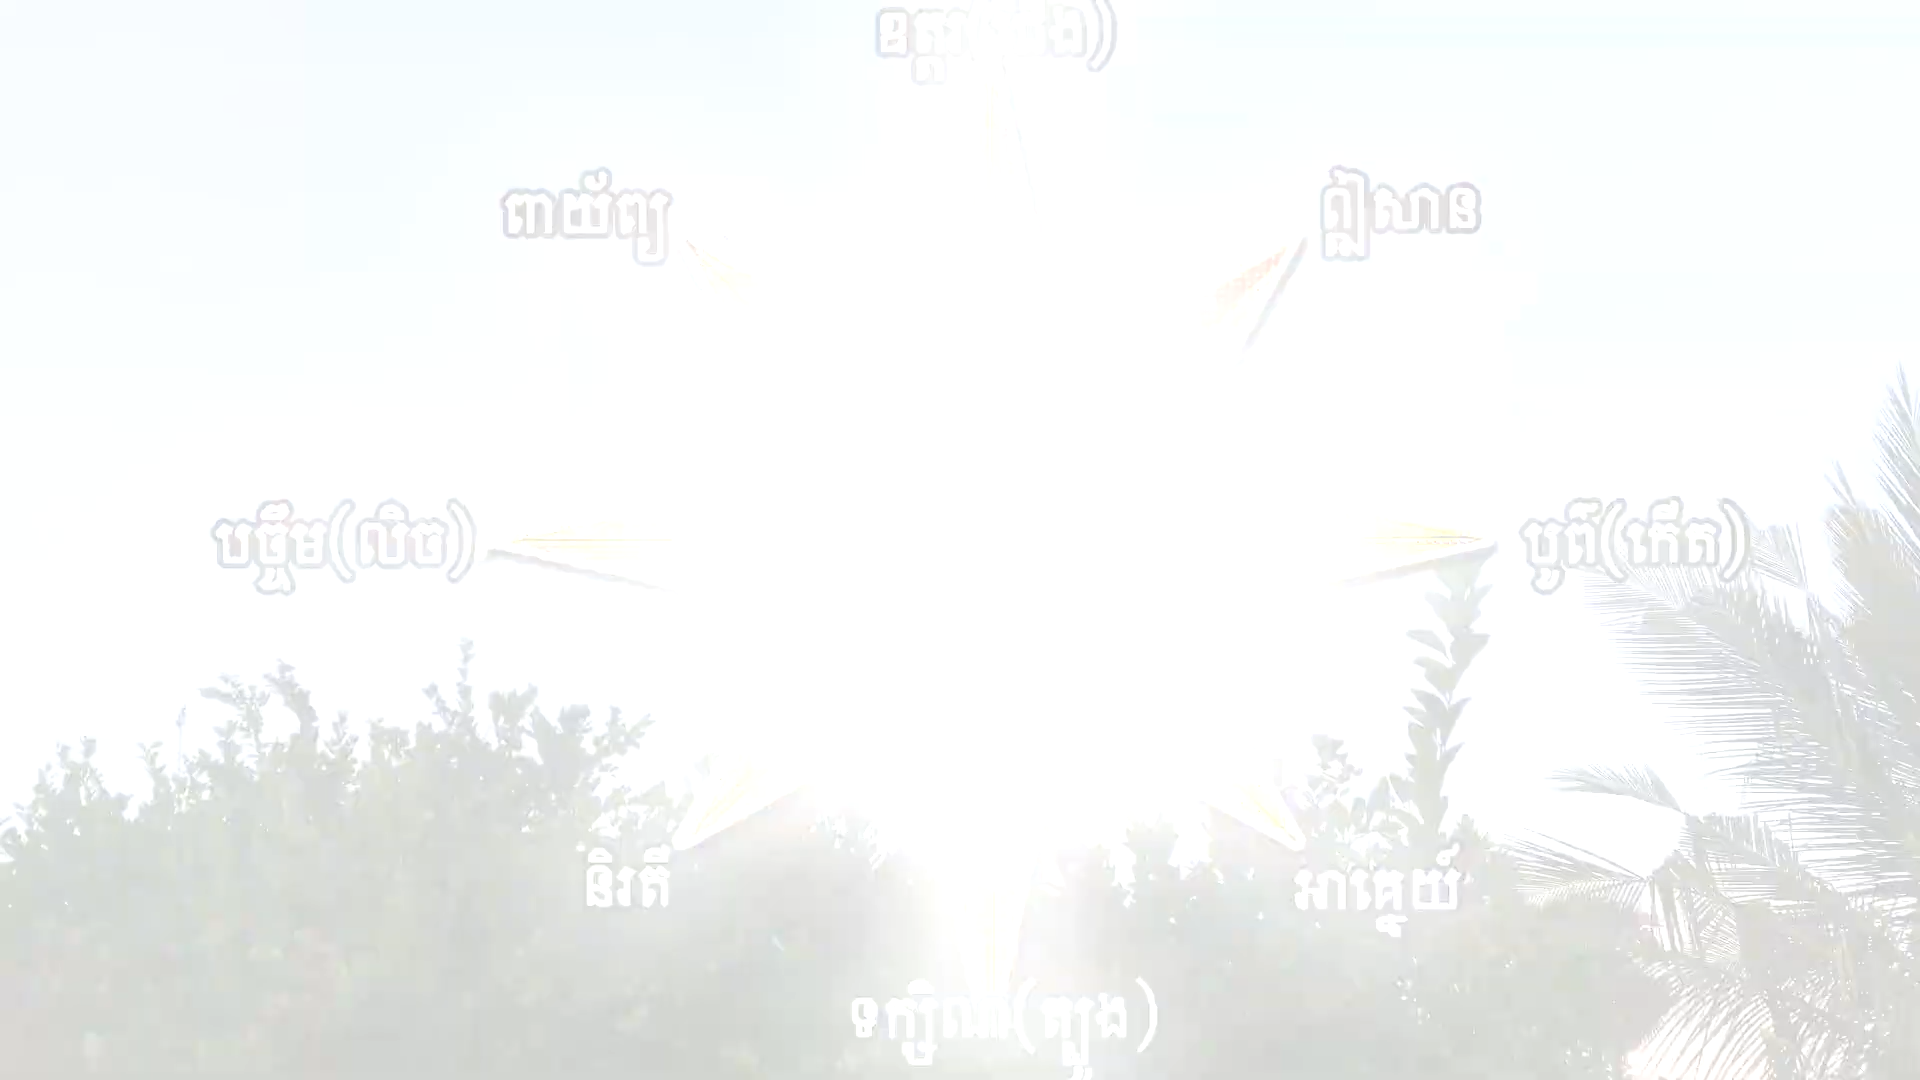 ពាយ័ព្យ
ឦសាន
បច្ចឹម(លិច)
បូព៌(កើត)
និរតី
អាគ្នេយ៍
ទក្សិណ(ត្បូង)